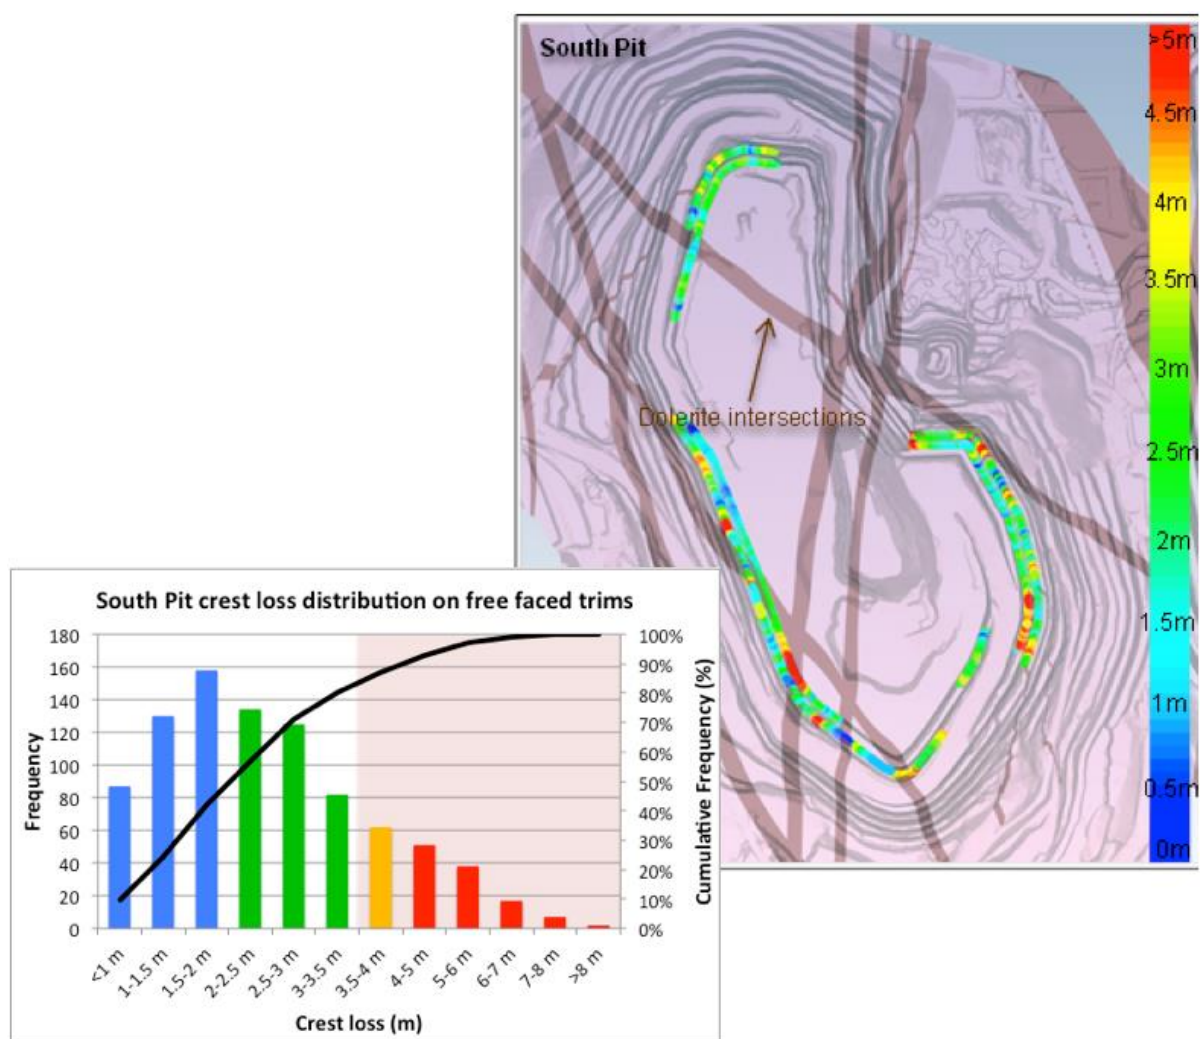 South Pit
>5m
4.5m
4m
3.5m
3m
2.5m
2m
1.5m
1m
0.5m
0m
Dolerite intersections
South Pit crest loss distribution on free faced trims
180
160
140
120
100
80
60
40
20
0
Frequency
100%
90%
80%
70%
60%
50%
40%
30%
20%
10%
0%
Cumulative Frequency (%)
<1 m
1-1.5 m
1.5-2 m
2-2.5 m
2.5-3 m
3-3.5 m
3.5-4 m
4-5 m
5-6 m
6-7 m
7-8 m
>8 m
Crest loss (m)